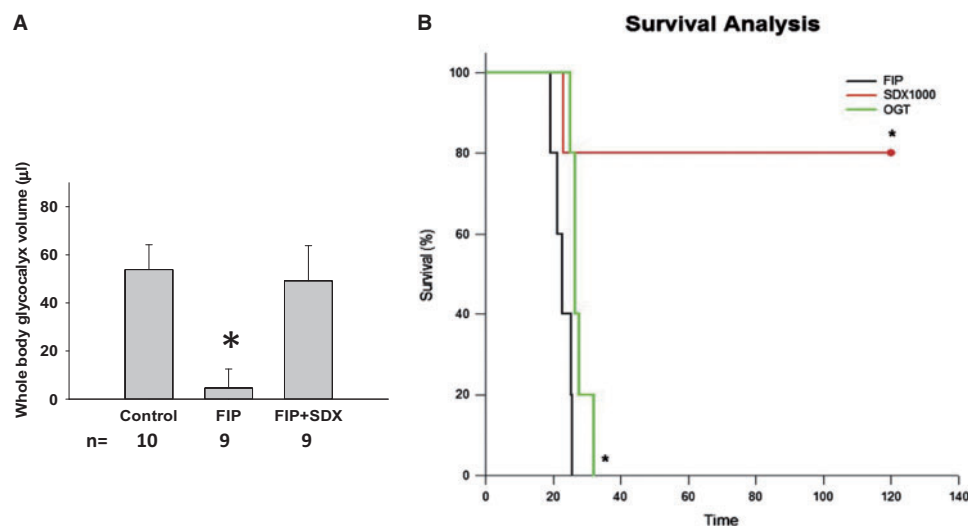 A
Whole body glycocalyx volume (µl)
80
60
40
20
0
*
Control FIP FIP+SDX
n= 10 9 9
B
Survival Analysis
Survival (%)
100
80
60
40
20
0
FIP
SDX1000
OGT
*
*
0 20 40 60 80 100 120 140
Time